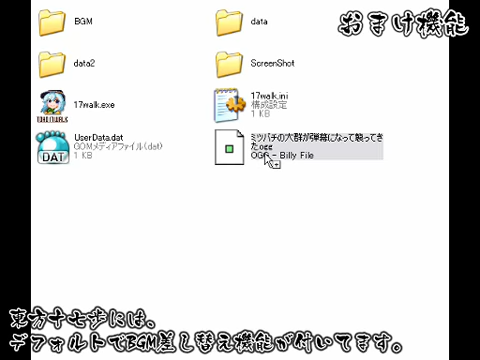 おまけ機能
BGM
data
data2
ScreenShot
17walk.exe
17walk.ini
構成設定
1 KB
UserData.dat
GOMメディアファイル(.dat)
1 KB
DAT
ミツバチの大群が弾幕になって襲ってき
た.ogg
OGG - Billy File
東方十七歩には、
デフォルトでBGM差し替え機能が付いてます。